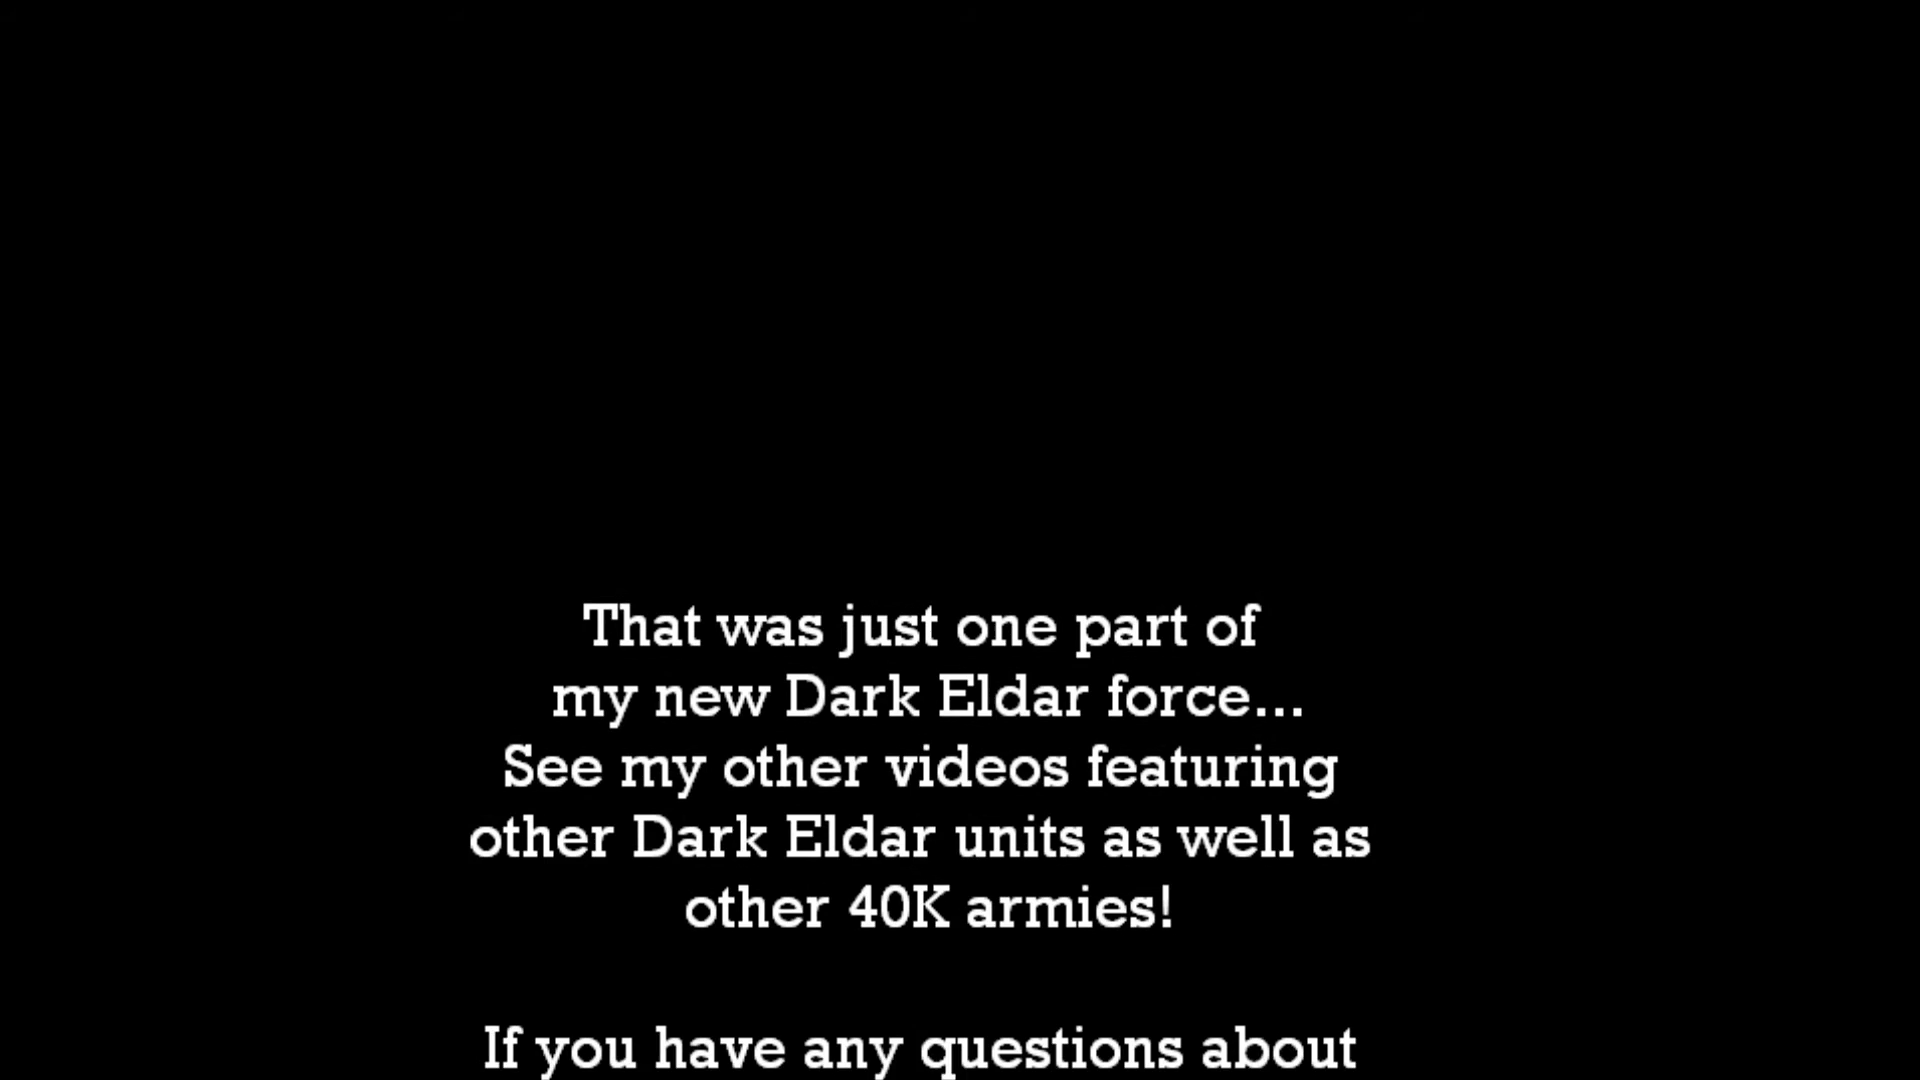 That was just one part of
my new Dark Eldar force...
See my other videos featuring
other Dark Eldar units as well as
other 40K armies!
If you have any questions about